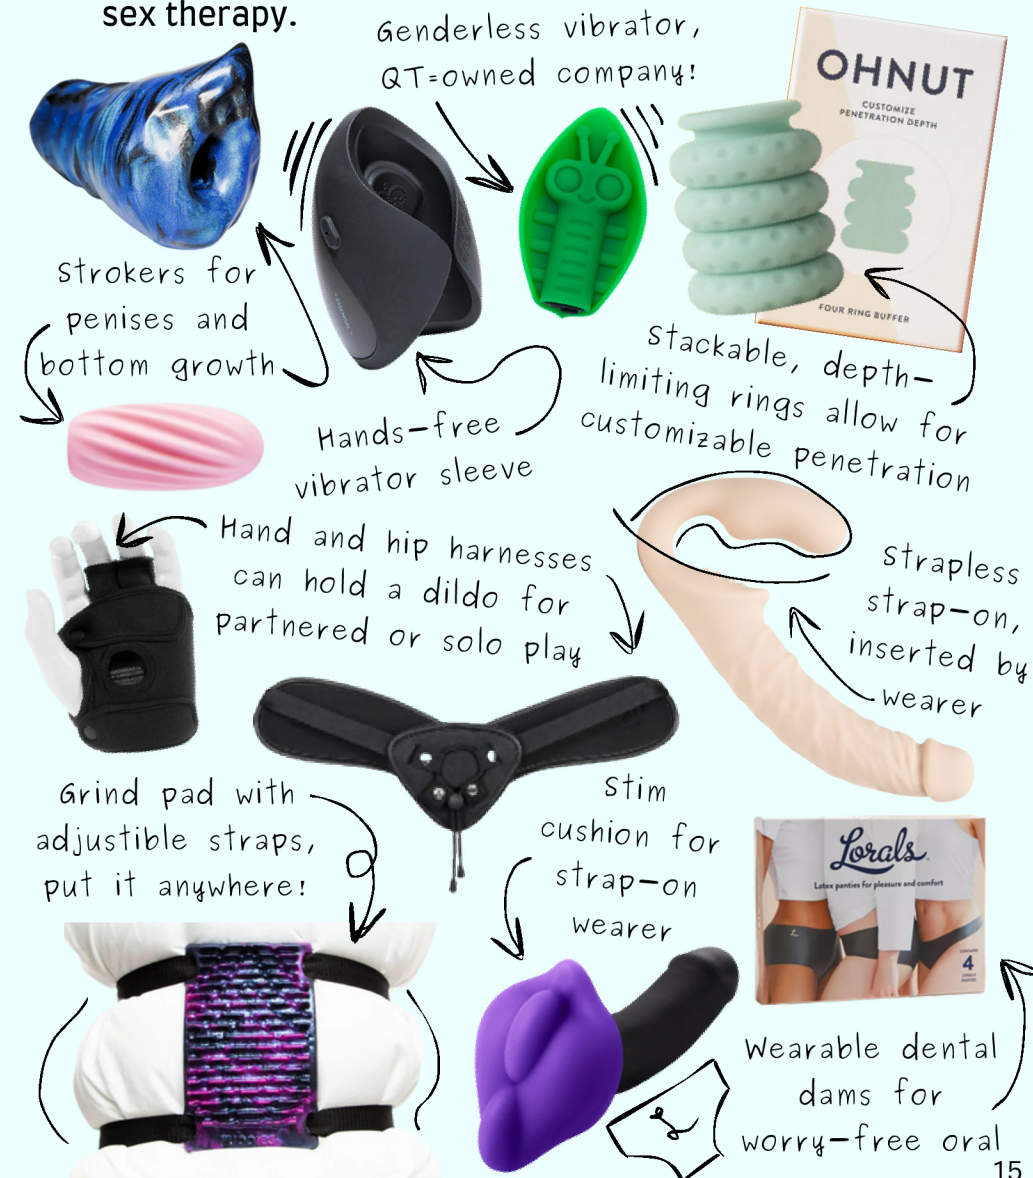 sex therapy.
Genderless vibrator,
QT=owned company!
OHNUT
CUSTOMIZE
PENETRATION DEPTH
FOUR RING BUFFER
Strokers for
penises and
bottom growth
Stackable, depth-
limiting rings allow for
customizable penetration
Hands-free
vibrator sleeve
Hand and hip harnesses
can hold a dildo for
partnered or solo play
Strapless
strap-on,
inserted by
wearer
Grind pad with
adjustible straps,
put it anywhere!
Stim
cushion for
strap-on
wearer
Lorals
Latex panties for pleasure and comfort
CONTAINS
4
LORALS
PANTIES
Wearable dental
dams for
worry-free oral
15